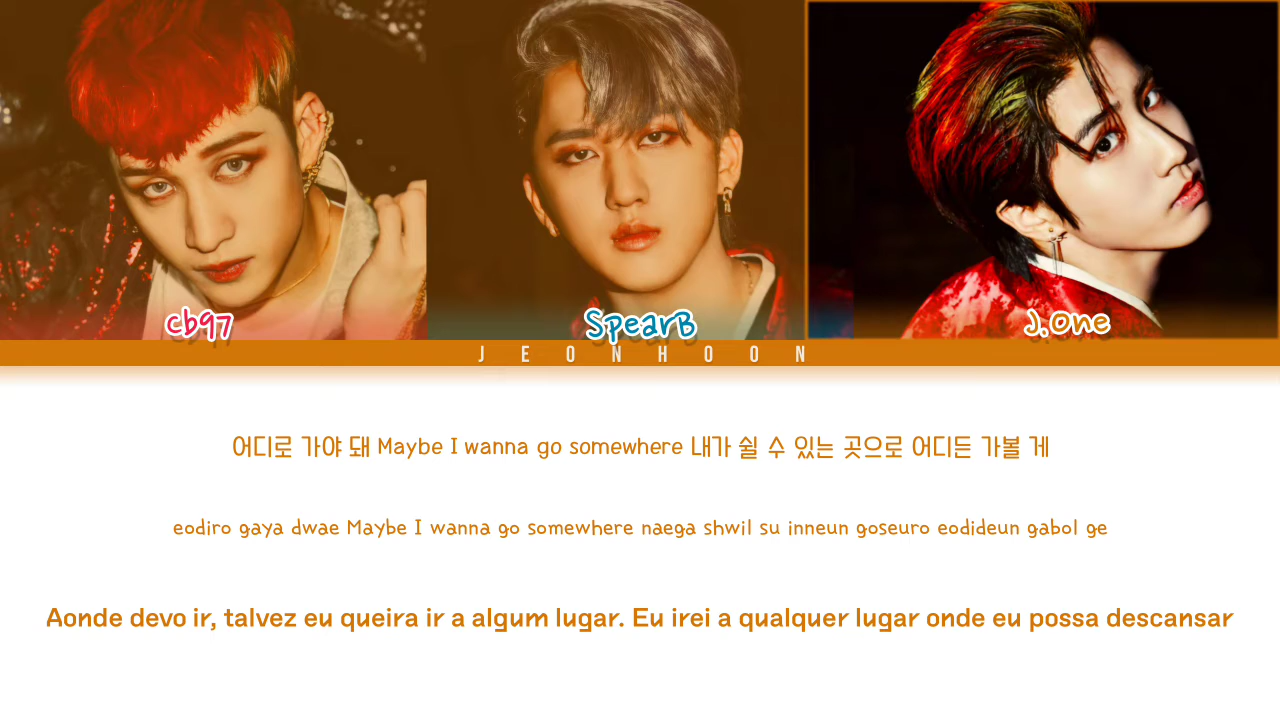 cb97
SpearB
J.One
JEONHOON
어디로 가야 돼 Maybe I wanna go somewhere 내가 쉴 수 있는 곳으로 어디든 가볼 게
eodiro gaya dwae Maybe I wanna go somewhere naega shwil su inneun goseuro eodideun gabol ge
Aonde devo ir, talvez eu queira ir a algum lugar. Eu irei a qualquer lugar onde eu possa descansar